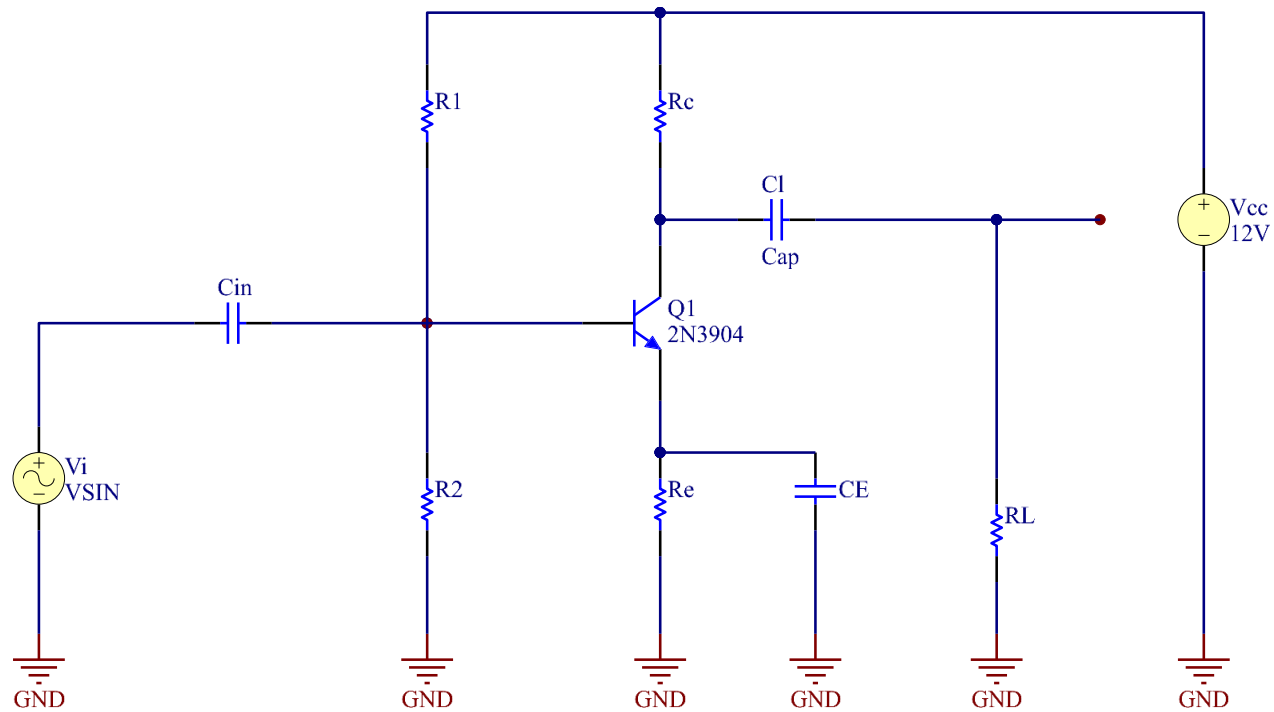 R1
Rc
Cl
Cap
Vcc
12V
Cin
Q1
2N3904
Vi
VSIN
R2
Re
CE
RL
GND
GND
GND
GND
GND
GND